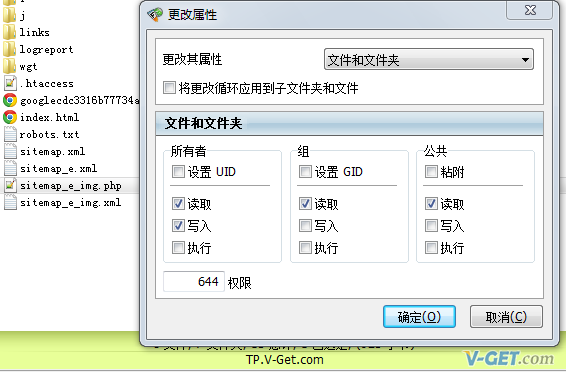 j
links
logreport
wgt
.htaccess
googlecdc3316b77734a
index.html
robots.txt
sitemap.xml
sitemap_e.xml
sitemap_e_img.php
sitemap_e_img.xml
更改属性
更改其属性
文件和文件夹
将更改循环应用到子文件夹和文件
文件和文件夹
所有者 组 公共
设置 UID 设置 GID 粘附
读取 读取 读取
写入 写入 写入
执行 执行 执行
644 权限
确定(O) 取消(C)
TP.V-Get.com
V-GET.com